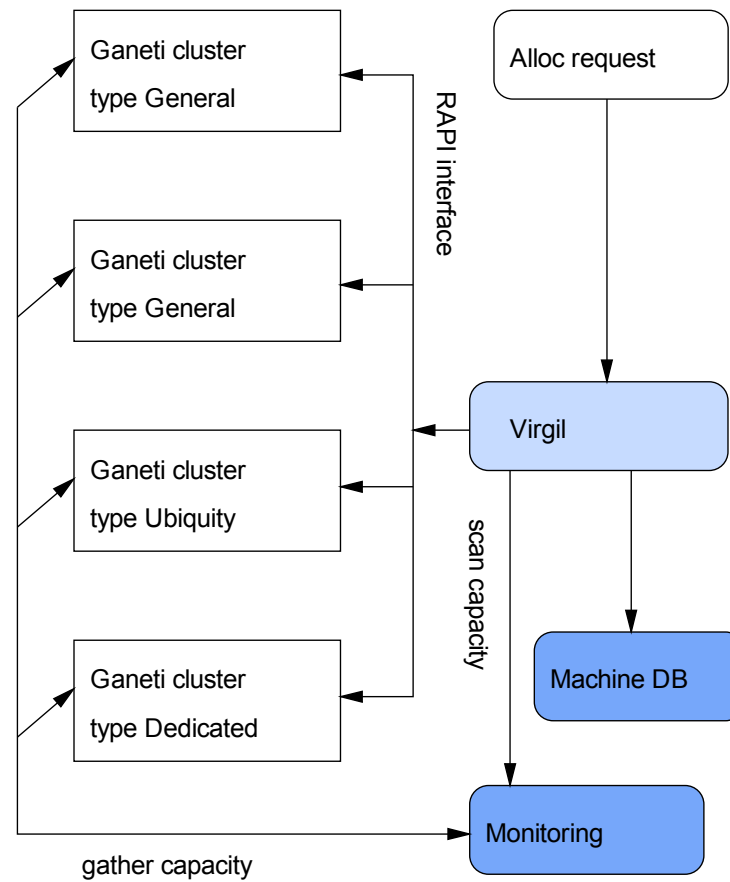 Ganeti cluster
type General
Alloc request
RAPI interface
Ganeti cluster
type General
Virgil
Ganeti cluster
type Ubiquity
scan capacity
Ganeti cluster
type Dedicated
Machine DB
Monitoring
gather capacity